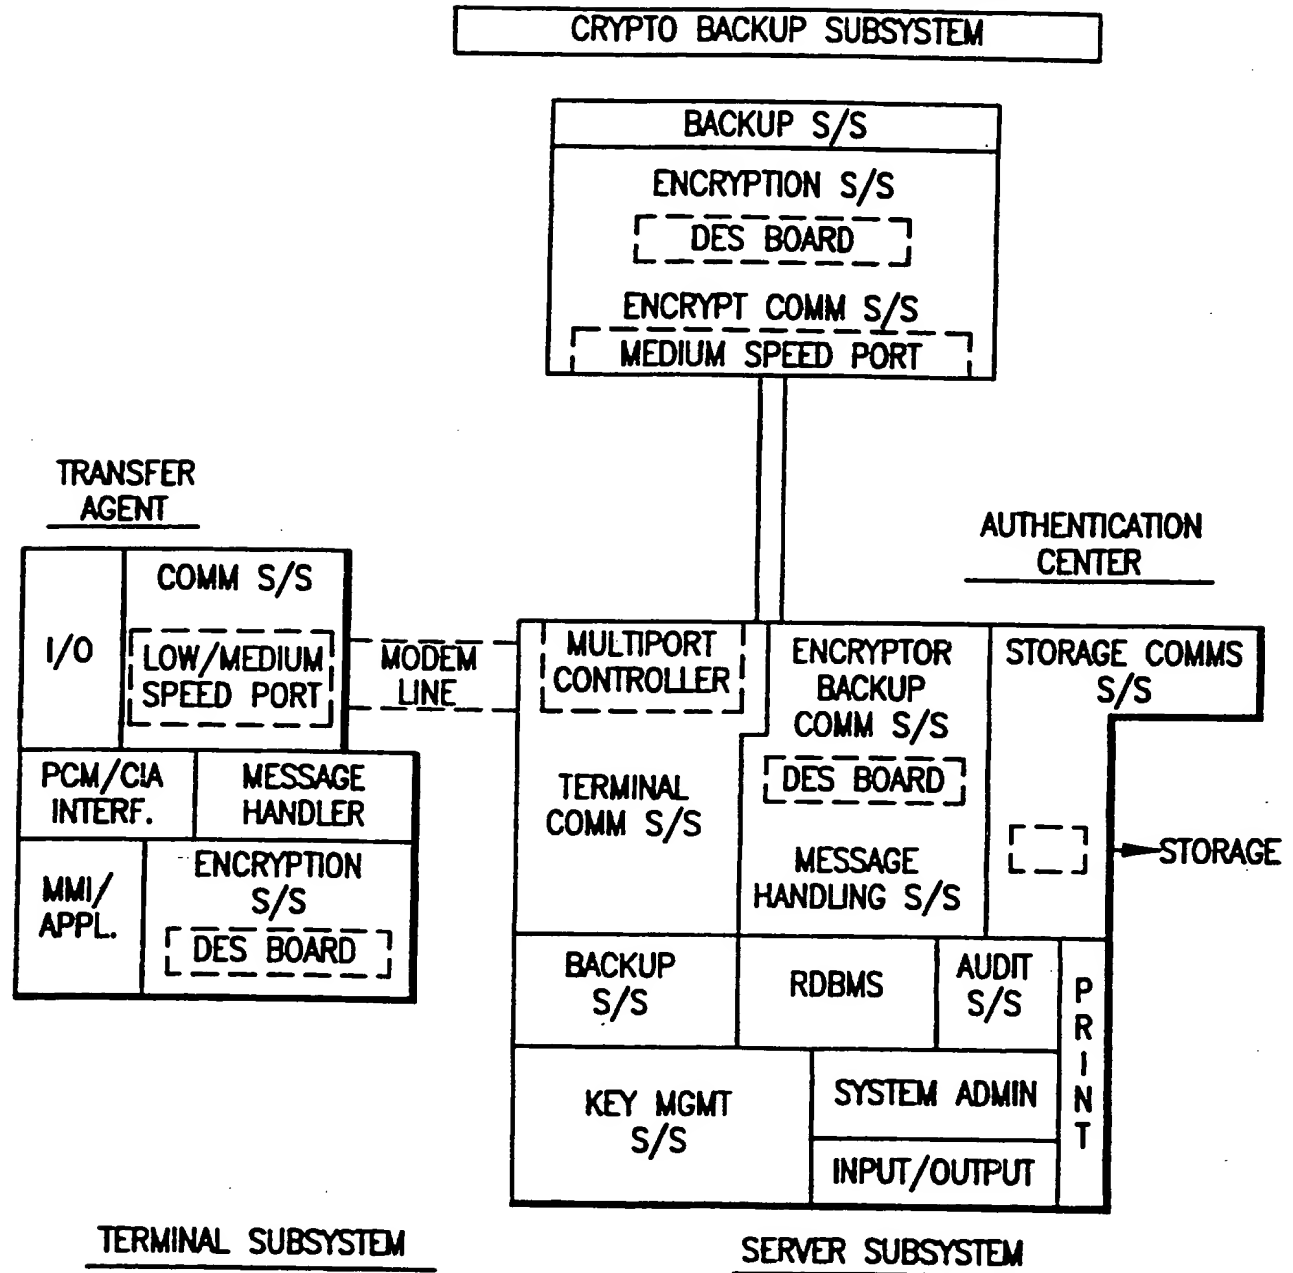 CRYPTO BACKUP SUBSYSTEM
BACKUP S/S
ENCRYPTION S/S
DES BOARD
ENCRYPT COMM S/S
MEDIUM SPEED PORT
TRANSFER
AGENT
I/O
COMM S/S
LOW/MEDIUM
SPEED PORT
MODEM
LINE
PCM/CIA
INTERF.
MESSAGE
HANDLER
MMI/
APPL.
ENCRYPTION
S/S
DES BOARD
TERMINAL SUBSYSTEM
AUTHENTICATION
CENTER
MULTIPORT
CONTROLLER
TERMINAL
COMM S/S
ENCRYPTOR
BACKUP
COMM S/S
DES BOARD
MESSAGE
HANDLING S/S
STORAGE COMMS
S/S
STORAGE
BACKUP
S/S
RDBMS
AUDIT
S/S
PRINT
KEY MGMT
S/S
SYSTEM ADMIN
INPUT/OUTPUT
SERVER SUBSYSTEM